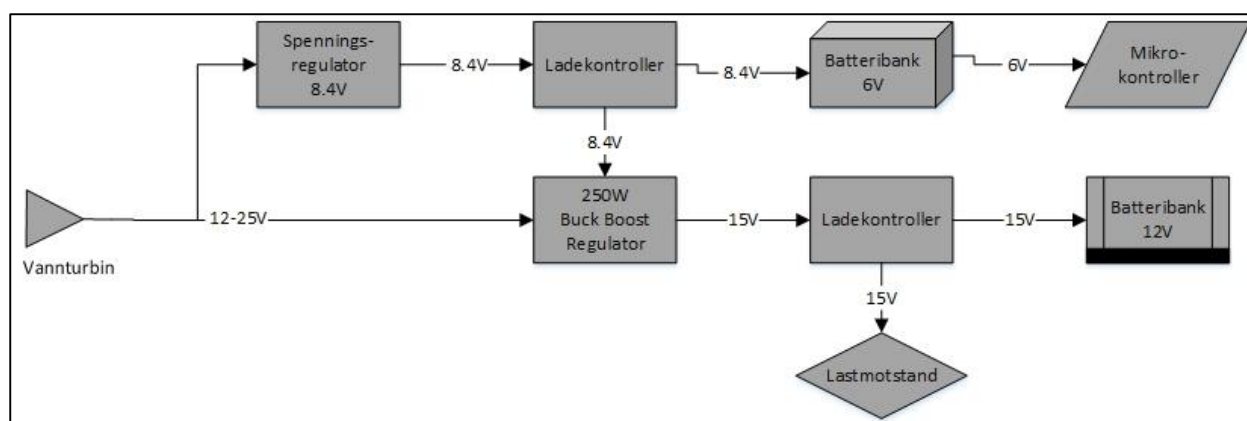 Spennings-
regulator
8.4V
8.4V
Ladekontroller
8.4V
Batteribank
6V
6V
Mikro-
kontroller
8.4V
Vannturbin
12-25V
250W
Buck Boost
Regulator
15V
Ladekontroller
15V
Batteribank
12V
15V
Lastmotstand